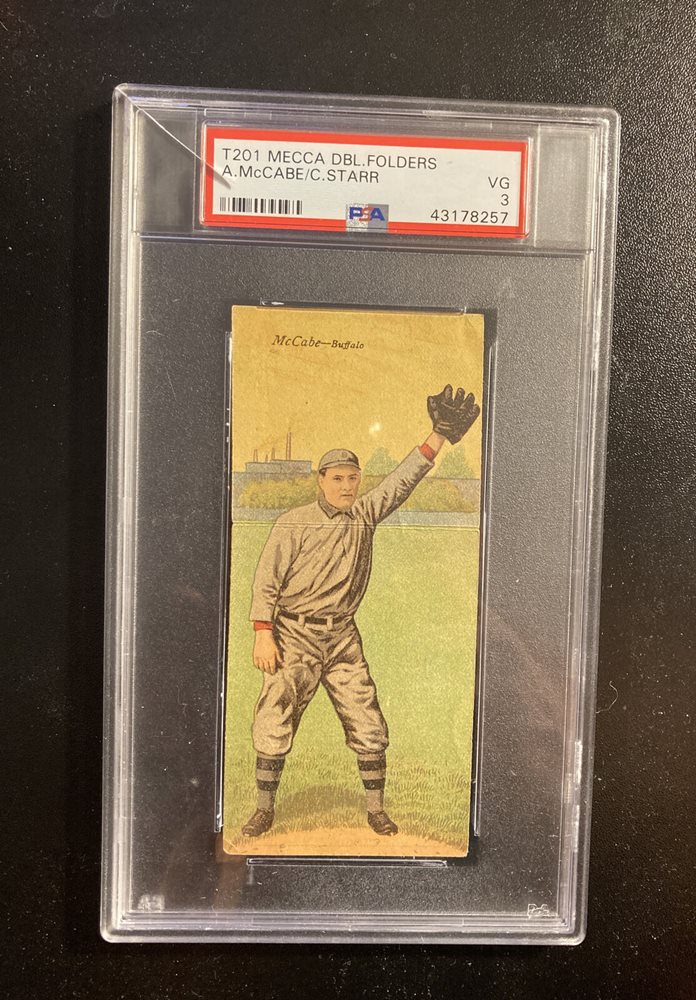 T201 MECCA DBL.FOLDERS
A.McCABE/C.STARR
VG
3
PSA
43178257
McCabe—Buffalo